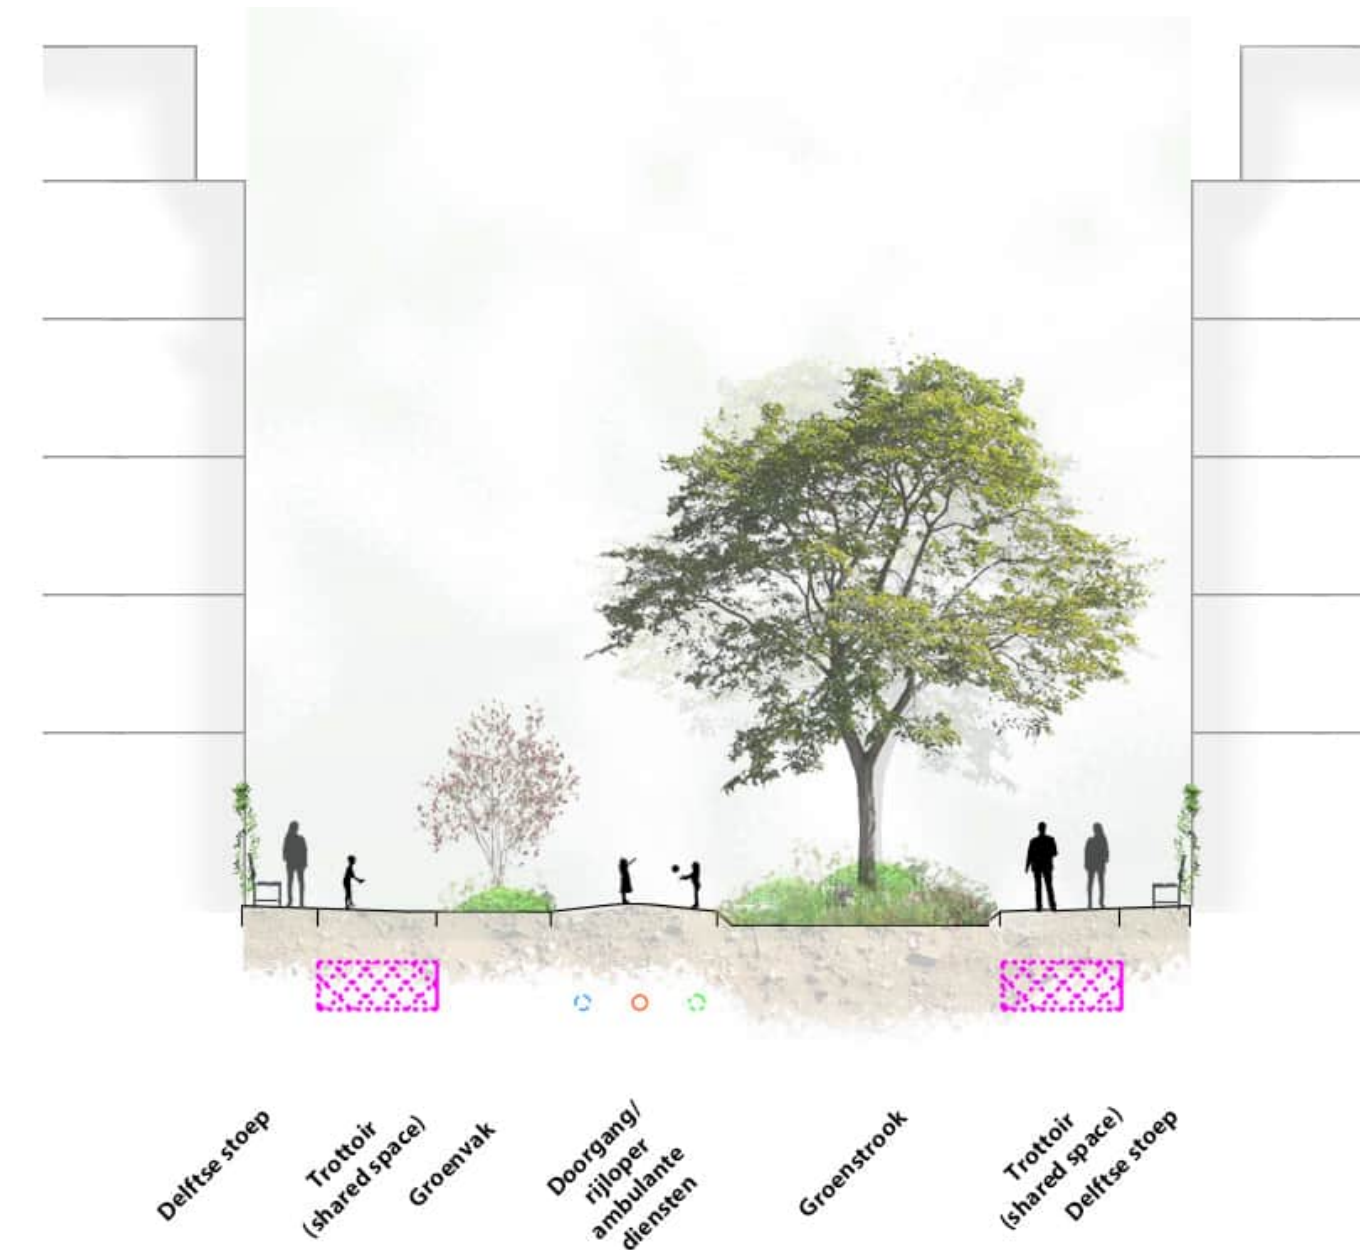 Delftse stoep
Trottoir
(shared space)
Groenvak
Doorgang/
rijloper
ambulante
diensten
Groenstrook
Trottoir
(shared space)
Delftse stoep